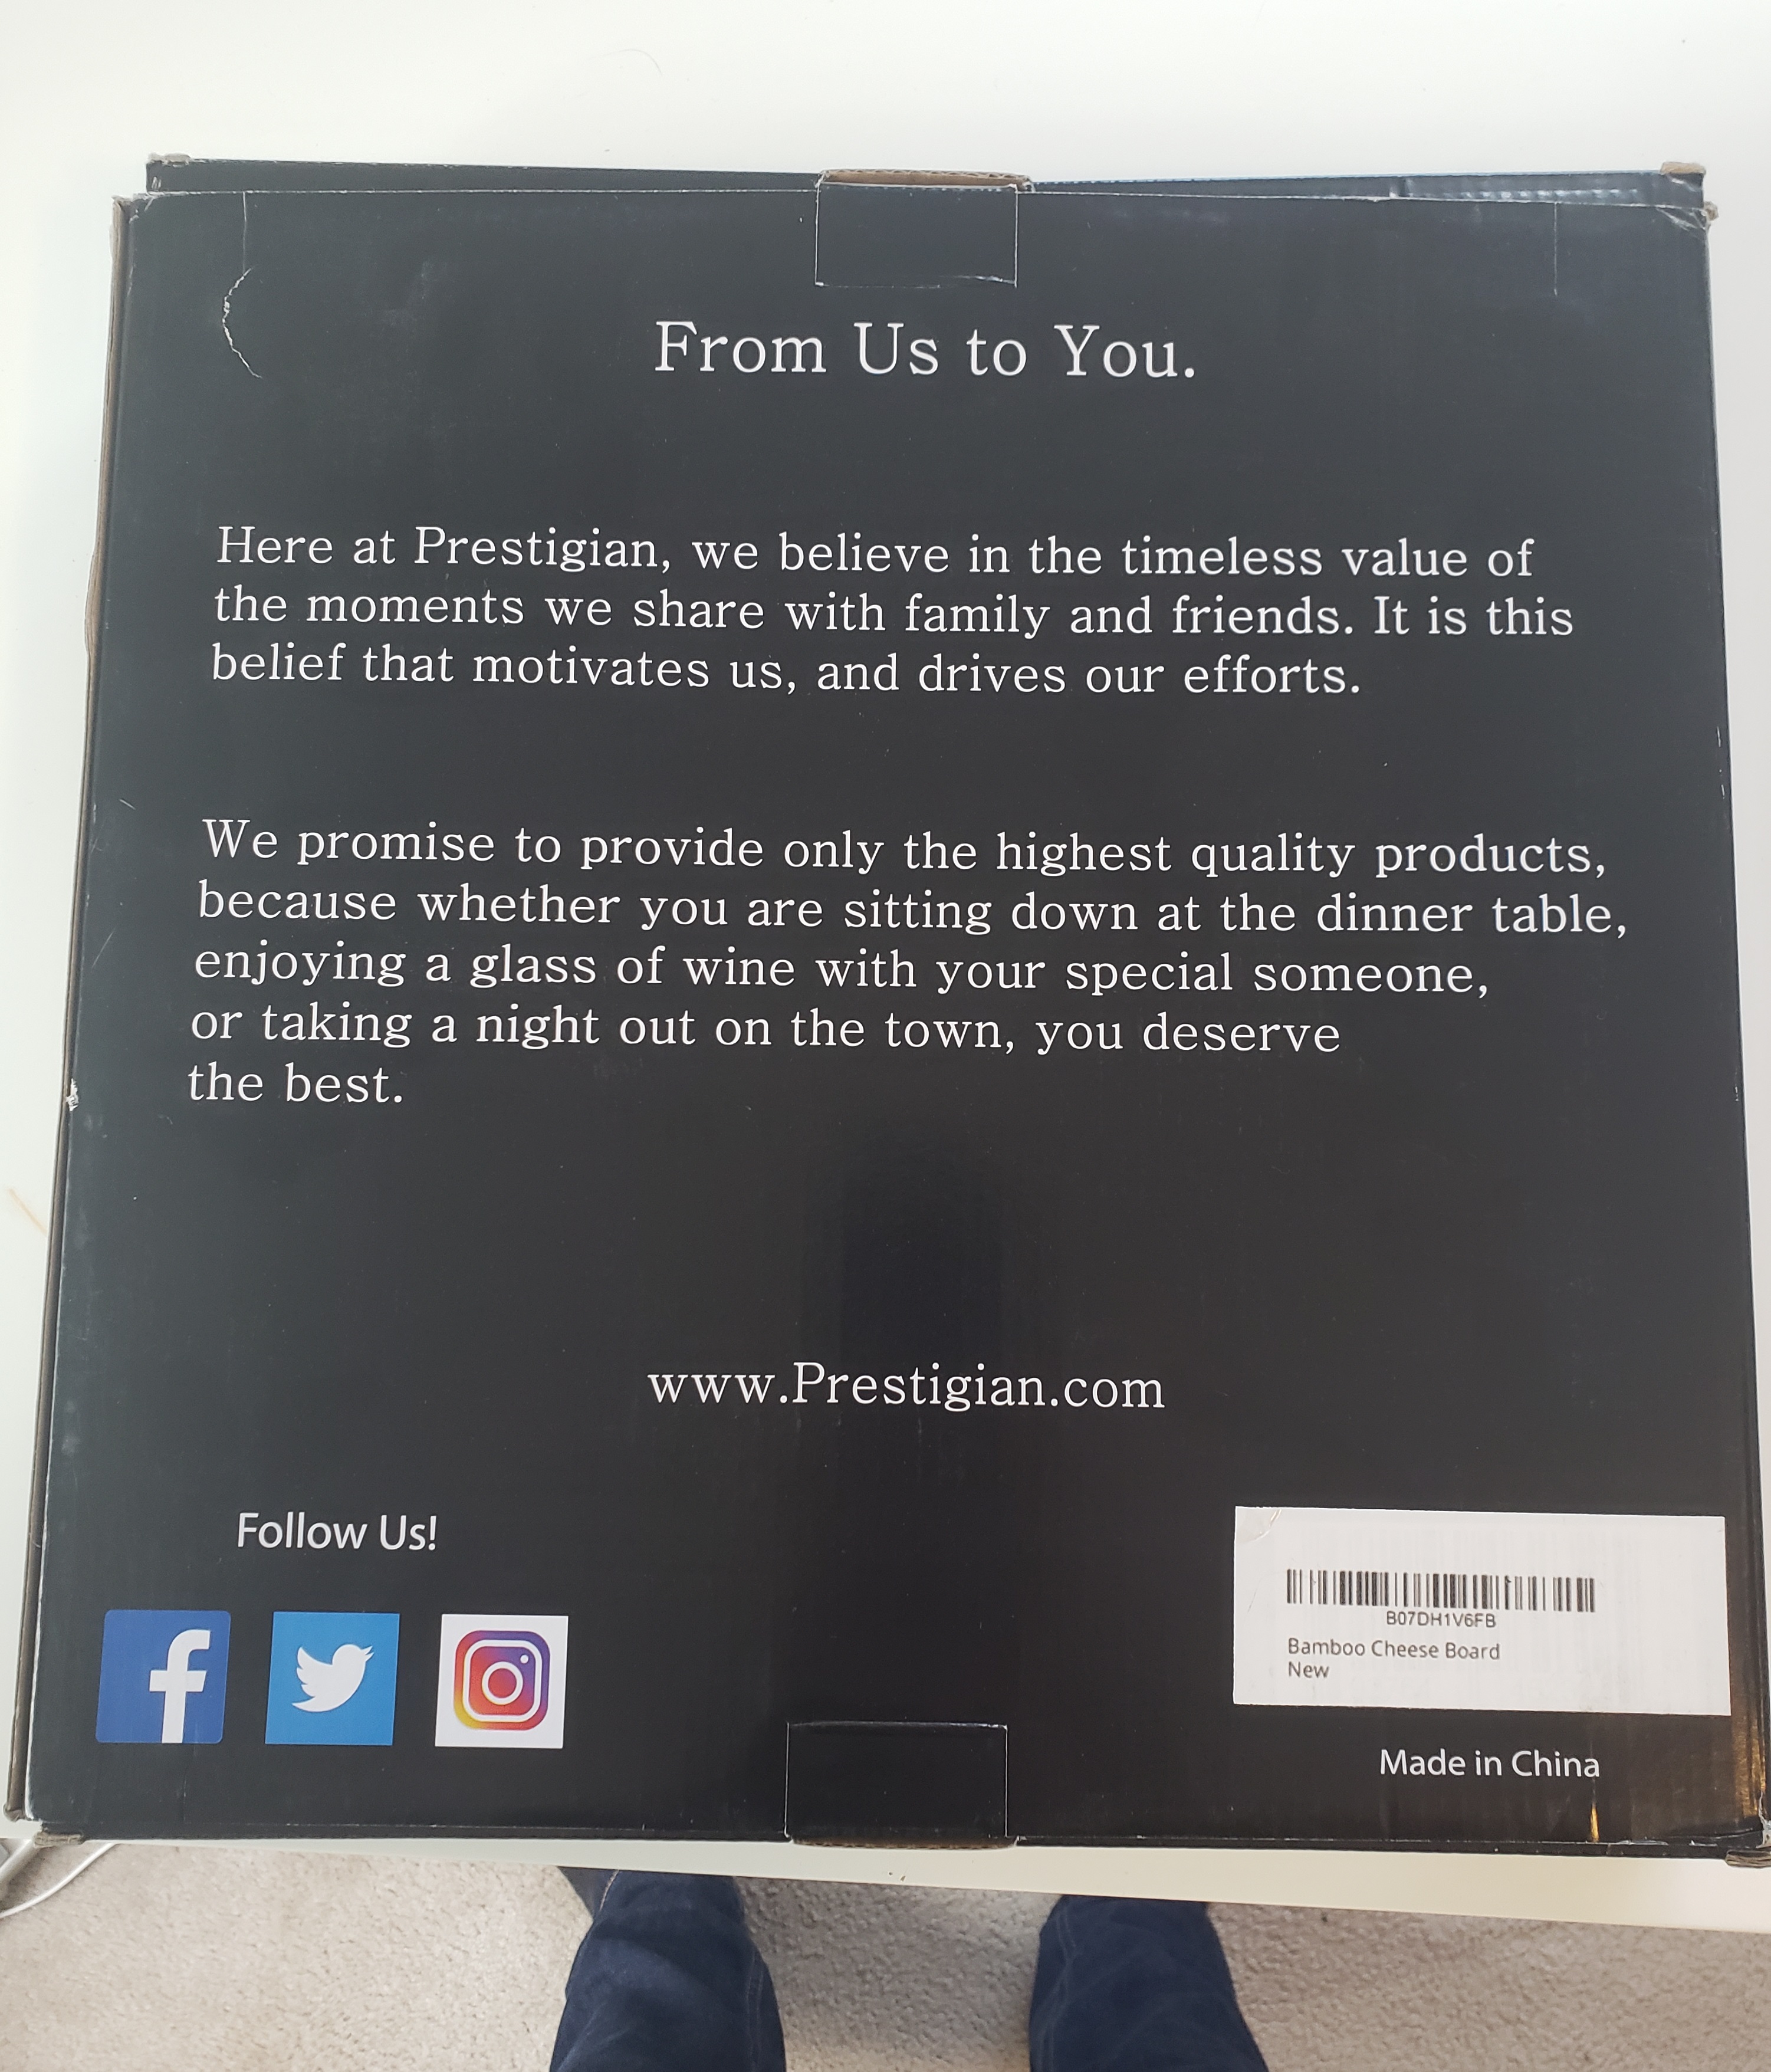 From Us to You.
Here at Prestigian, we believe in the timeless value of
the moments we share with family and friends. It is this
belief that motivates us, and drives our efforts.
We promise to provide only the highest quality products,
because whether you are sitting down at the dinner table,
enjoying a glass of wine with your special someone,
or taking a night out on the town, you deserve
the best.
www.Prestigian.com
Follow Us!
B07DH1V6FB
Bamboo Cheese Board
New
Made in China